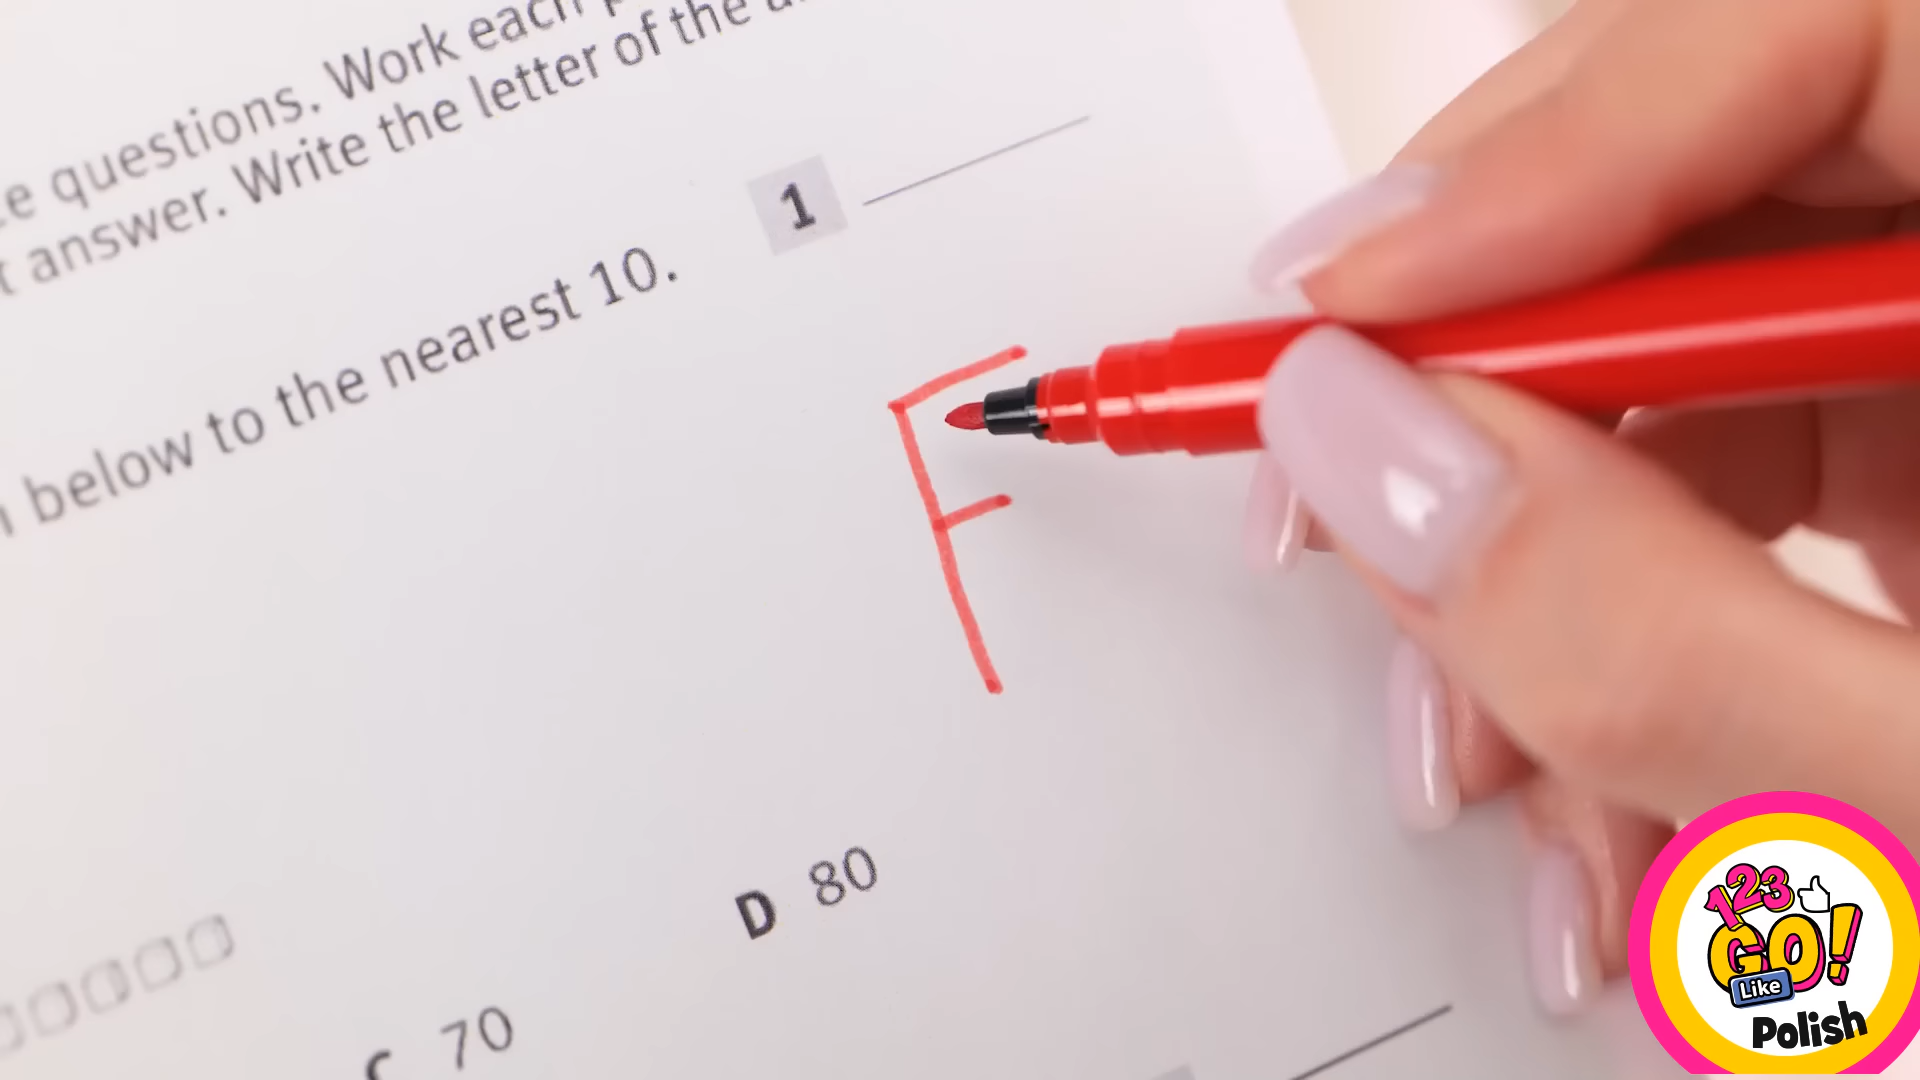 questions. Work each
answer. Write the letter of the
below to the nearest 10.
1
F
D 80
C 70
123
GO!
Like
Polish